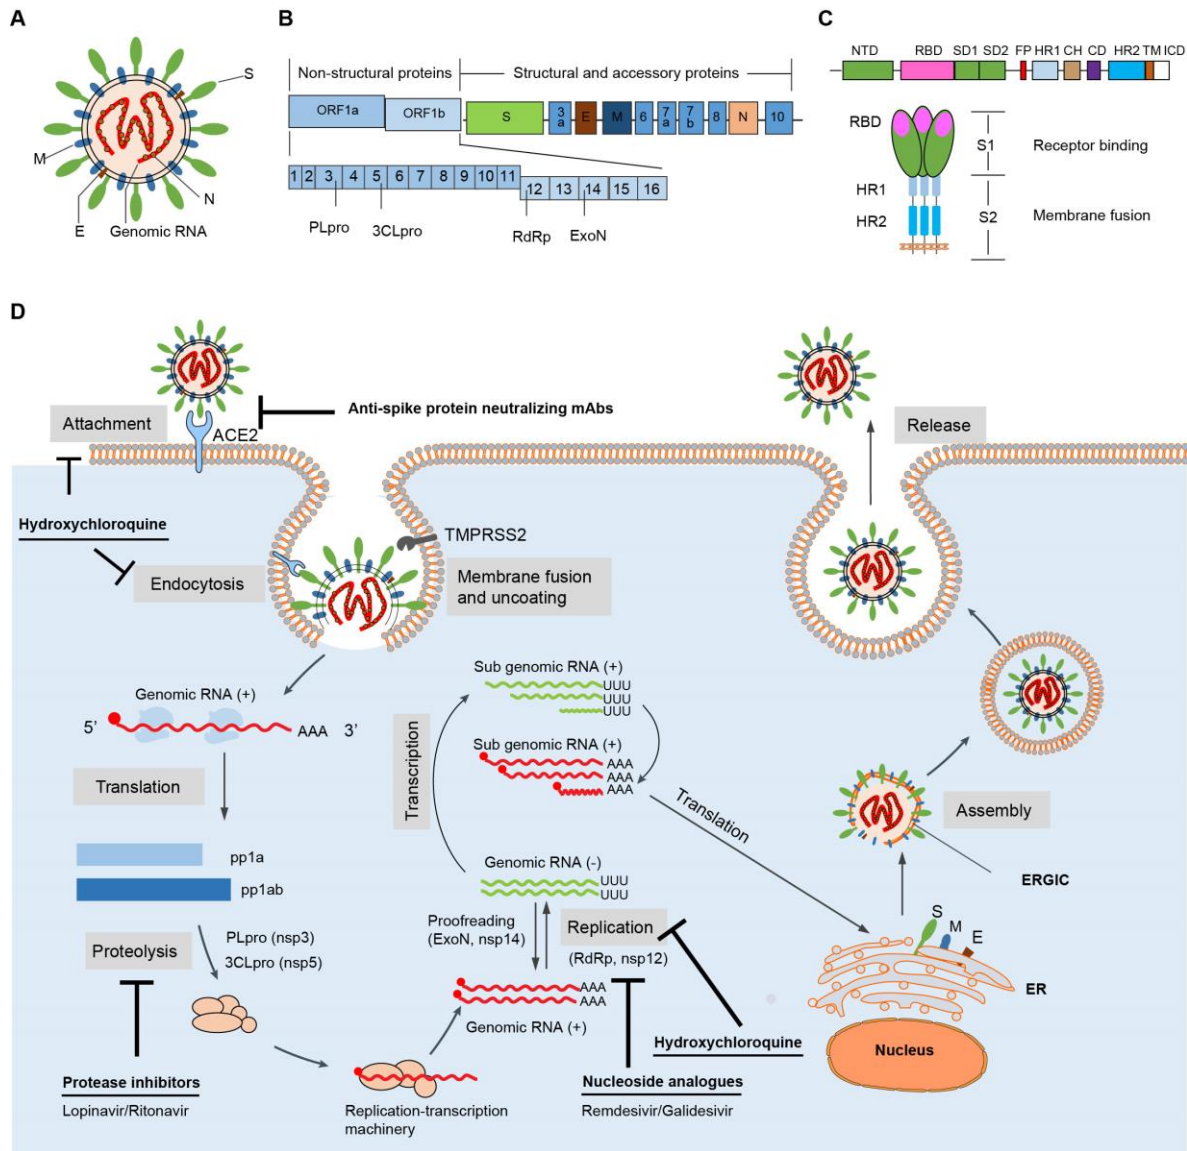 A
S
M
N
E
Genomic RNA
B
Non-structural proteins
Structural and accessory proteins
ORF1a
ORF1b
S
3a
E
M
6
7a
7b
8
N
10
1 2 3 4 5 6 7 8 9 10 11
12 13 14 15 16
PLpro
3CLpro
RdRp
ExoN
C
NTD RBD SD1 SD2 FP HR1 CH CD HR2 TM ICD
RBD
S1
Receptor binding
HR1
HR2
S2
Membrane fusion
D
Attachment
ACE2
Anti-spike protein neutralizing mAbs
Hydroxychloroquine
Endocytosis
TMPRSS2
Membrane fusion
and uncoating
Release
Genomic RNA (+)
5’
AAA
3’
Translation
pp1a
pp1ab
Proteolysis
PLpro (nsp3)
3CLpro (nsp5)
Protease inhibitors
Lopinavir/Ritonavir
Replication-transcription
machinery
Sub genomic RNA (+)
UUU
UUU
UUU
Transcription
Sub genomic RNA (+)
AAA
AAA
AAA
Translation
Genomic RNA (-)
UUU
UUU
Proofreading
(ExoN, nsp14)
Replication
(RdRp, nsp12)
AAA
AAA
Genomic RNA (+)
Hydroxychloroquine
Nucleoside analogues
Remdesivir/Galidesivir
Assembly
ERGIC
S
M
E
ER
Nucleus